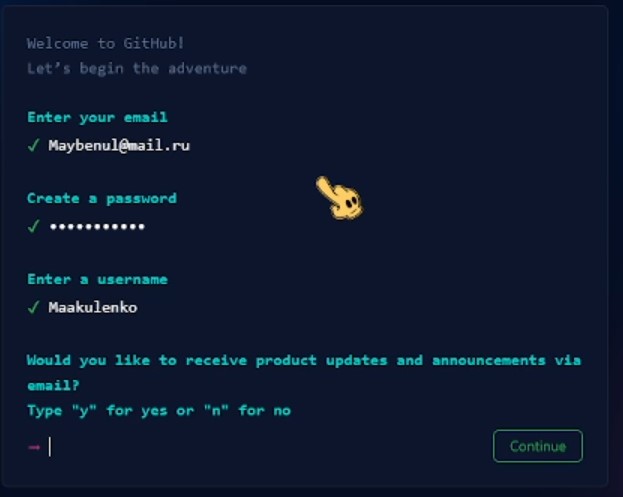 Welcome to GitHub!
Let's begin the adventure
Enter your email
✓ Maybenul@mail.ru
Create a password
✓ •••••••••••
Enter a username
✓ Maakulenko
Would you like to receive product updates and announcements via
email?
Type "y" for yes or "n" for no
→
Continue